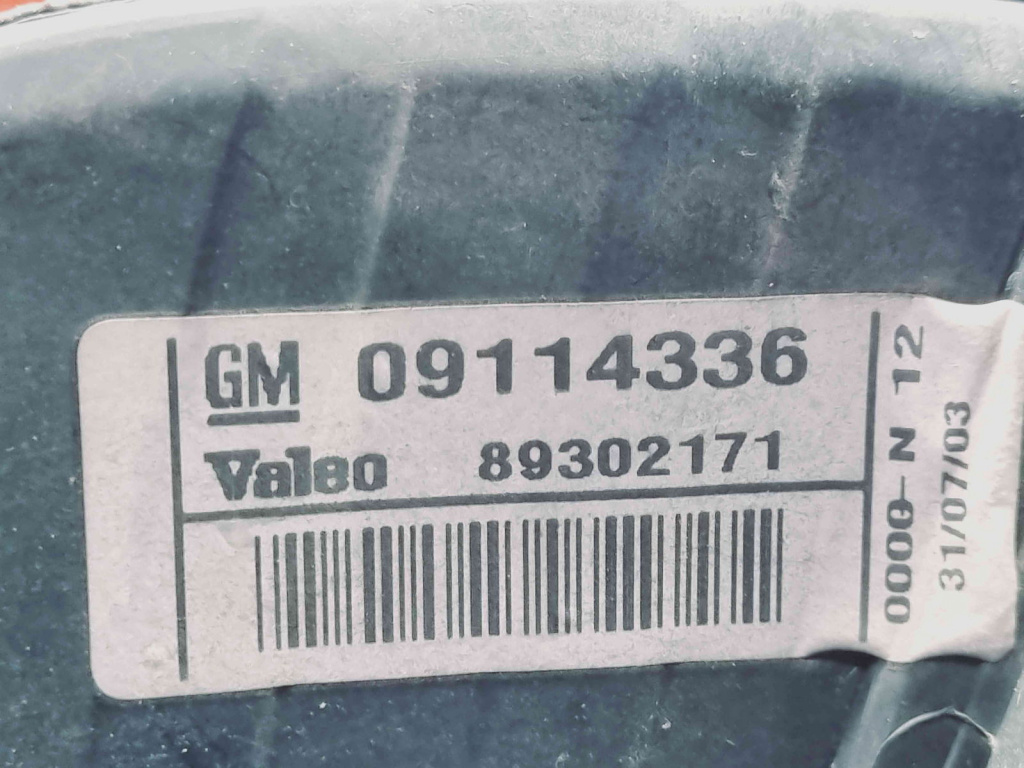 GM 09114336
Valeo 89302171
0000- N 12
31/07/03